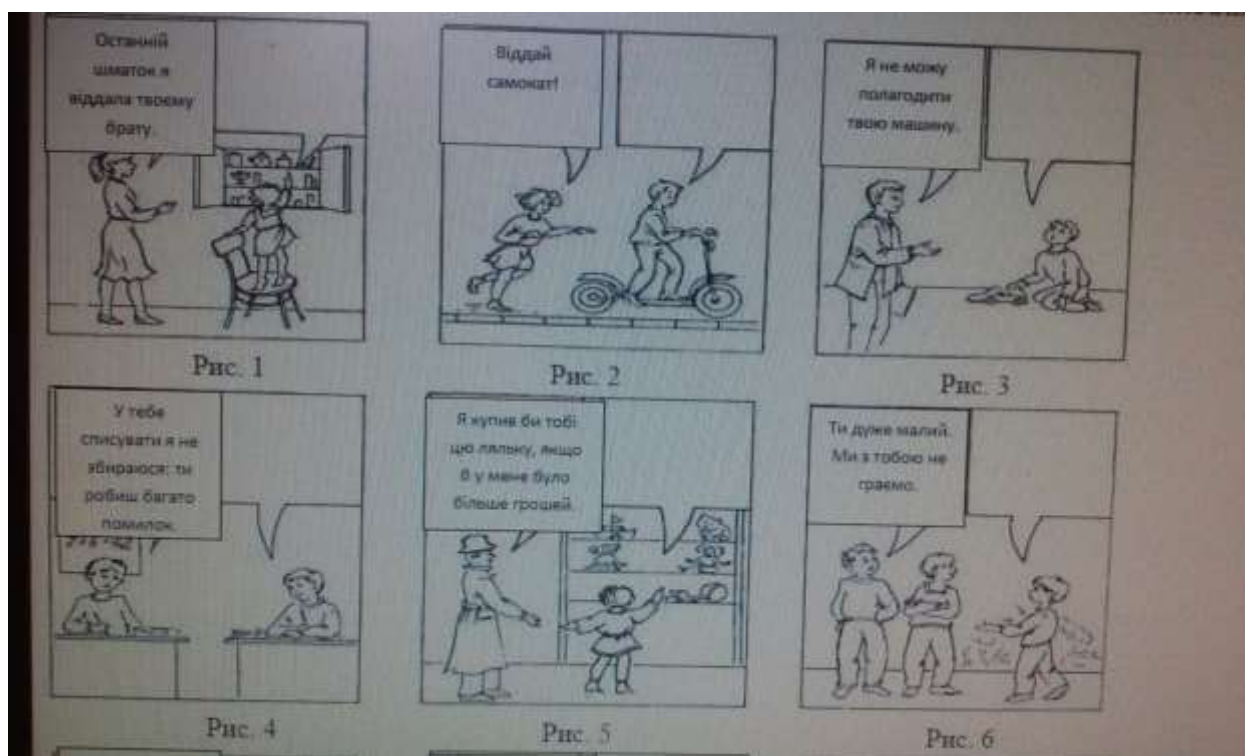 Останній
шматок я
віддала твоєму
брату.
Віддай
самокат!
Я не можу
полагодити
твою машину.
Рис. 1
Рис. 2
Рис. 3
У тебе
списувати я не
збираюся: ти
робиш багато
помилок.
Я купив би тобі
цю ляльку, якщо
б у мене було
більше грошей.
Ти дуже малий.
Ми з тобою не
граємо.
Рис. 4
Рис. 5
Рис. 6